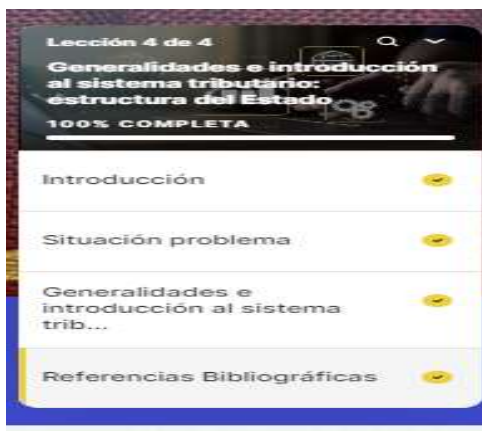 Lección 4 de 4
Generalidades e introducción
al sistema tributario:
estructura del Estado
100% COMPLETA
Introducción
Situación problema
Generalidades e
introducción al sistema
trib...
Referencias Bibliográficas